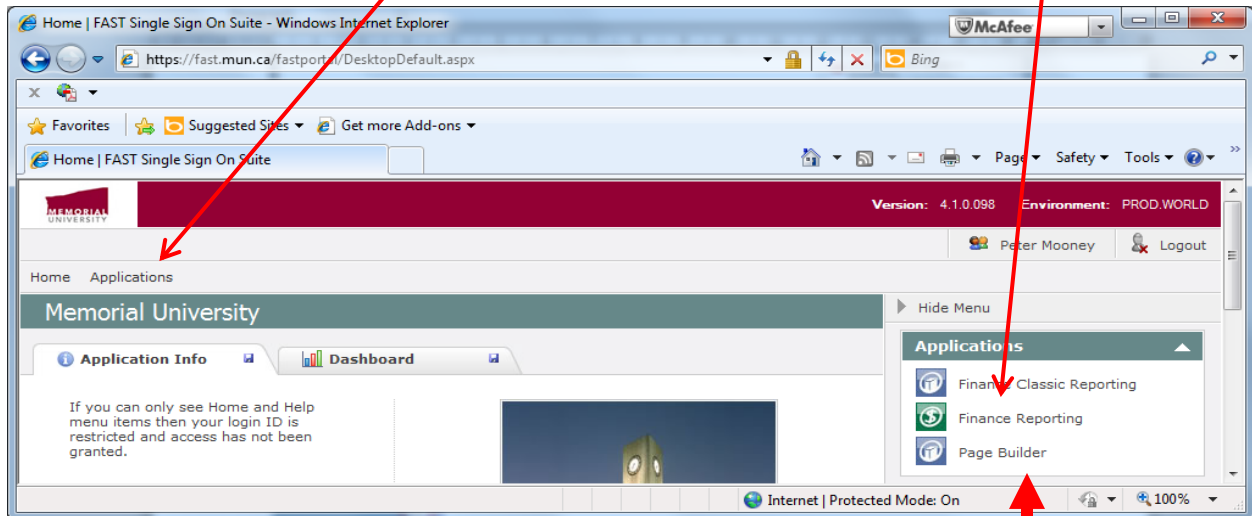 Home | FAST Single Sign On Suite - Windows Internet Explorer
McAfee
https://fast.mun.ca/fastportal/DesktopDefault.aspx
Bing
Favorites Suggested Sites Get more Add-ons
Home | FAST Single Sign On Suite
Page Safety Tools
MEMORIAL
UNIVERSITY
Version: 4.1.0.098 Environment: PROD.WORLD
Peter Mooney Logout
Home Applications
Memorial University
Hide Menu
Application Info Dashboard
Applications
Finance Classic Reporting
Finance Reporting
Page Builder
If you can only see Home and Help
menu items then your login ID is
restricted and access has not been
granted.
Internet | Protected Mode: On 100%